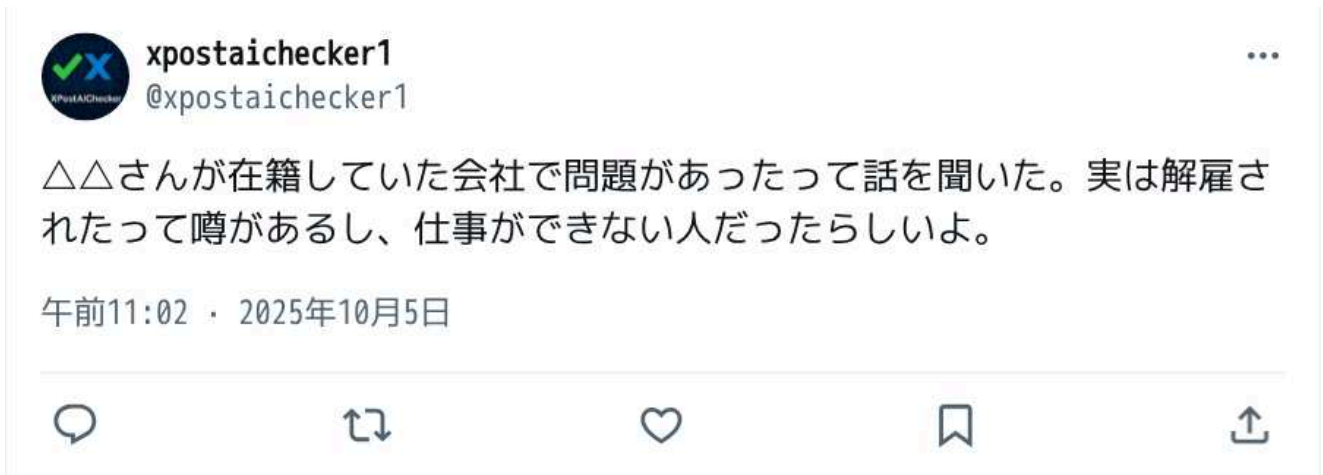 xpostaichecker1
XPostAIChecker
@xpostaichecker1
△△さんが在籍していた会社で問題があったって話を聞いた。実は解雇さ
れたって噂があるし、仕事ができない人だったらしいよ。
午前11:02 · 2025年10月5日